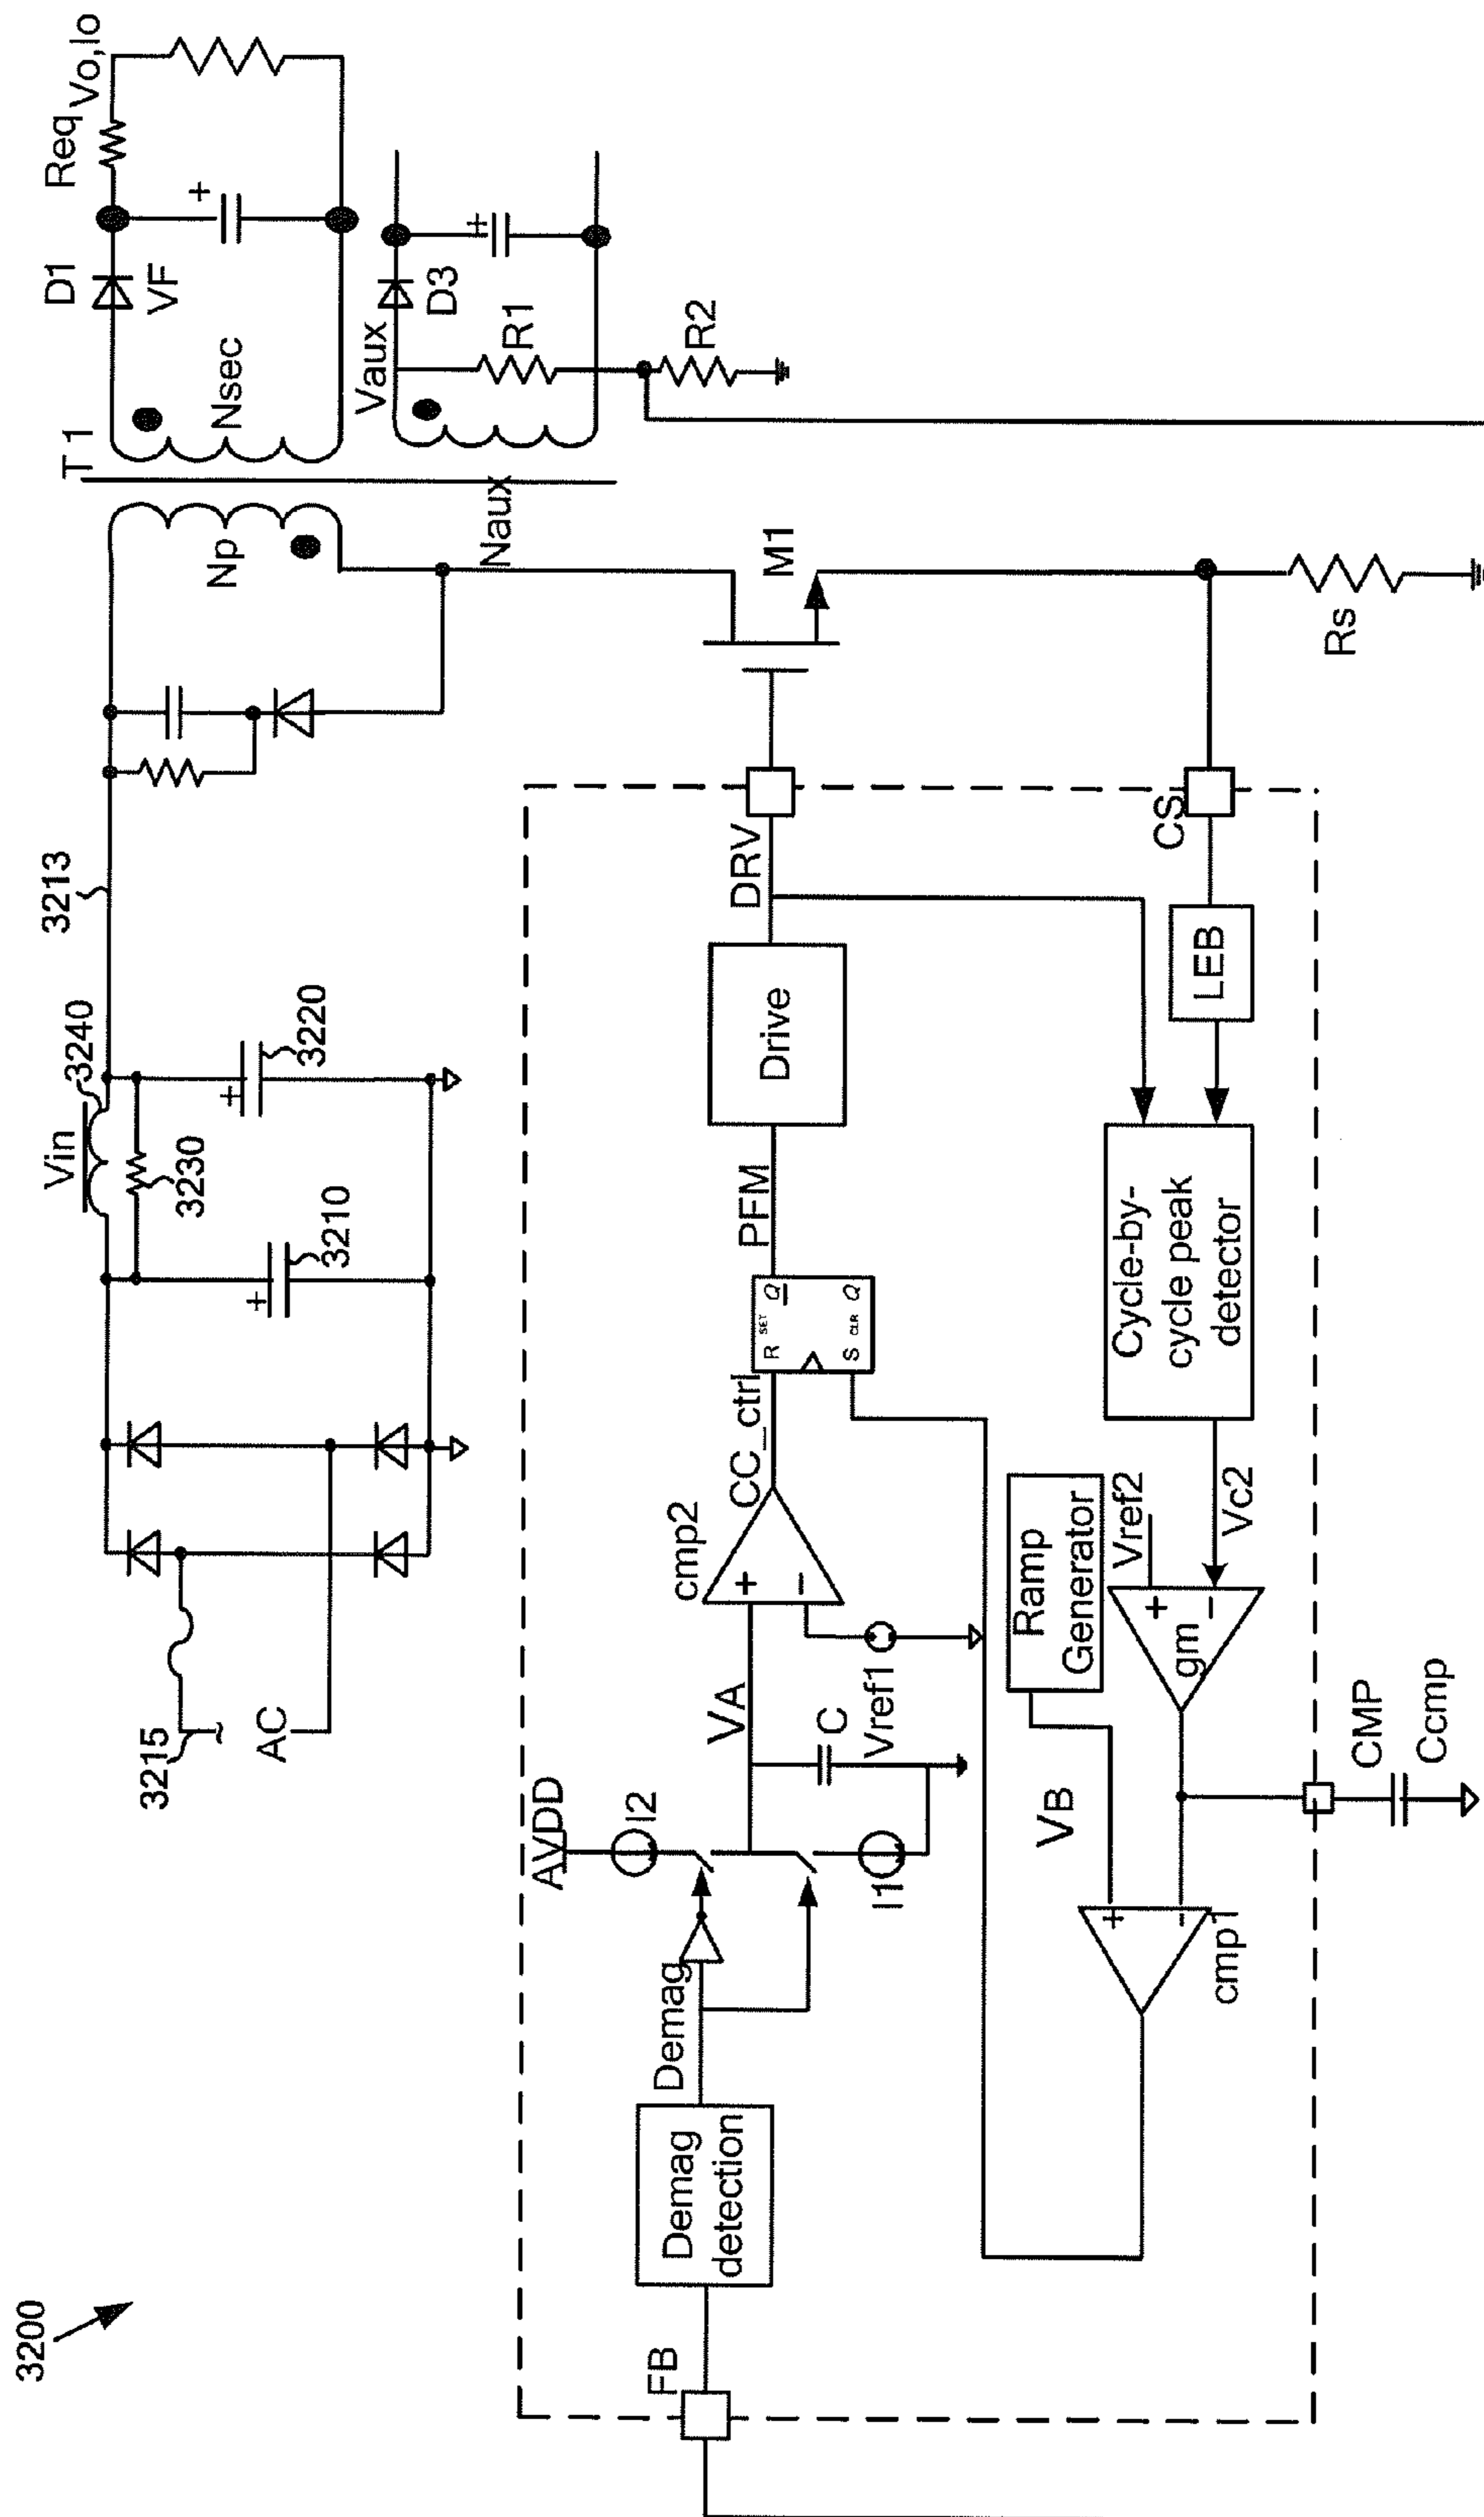 3200
3215
AC
Vin
3240
3213
3230
3210
3220
T1
Np
Nsec
Naux
D1
VF
Req
Vo,Io
Vaux
D3
R1
R2
M1
Rs
FB
Demag
detection
Demag
AVDD
I2
I1
VA
C
Vref1
cmp2
+
−
CC_ctrl
R SET Q
S CLR Q
PFM
Drive
DRV
CS
LEB
Cycle-by-
cycle peak
detector
Vc2
Vref2
+
−
gm
Ramp
Generator
VB
+
-
cmp1
CMP
Ccmp
+
±
+
±